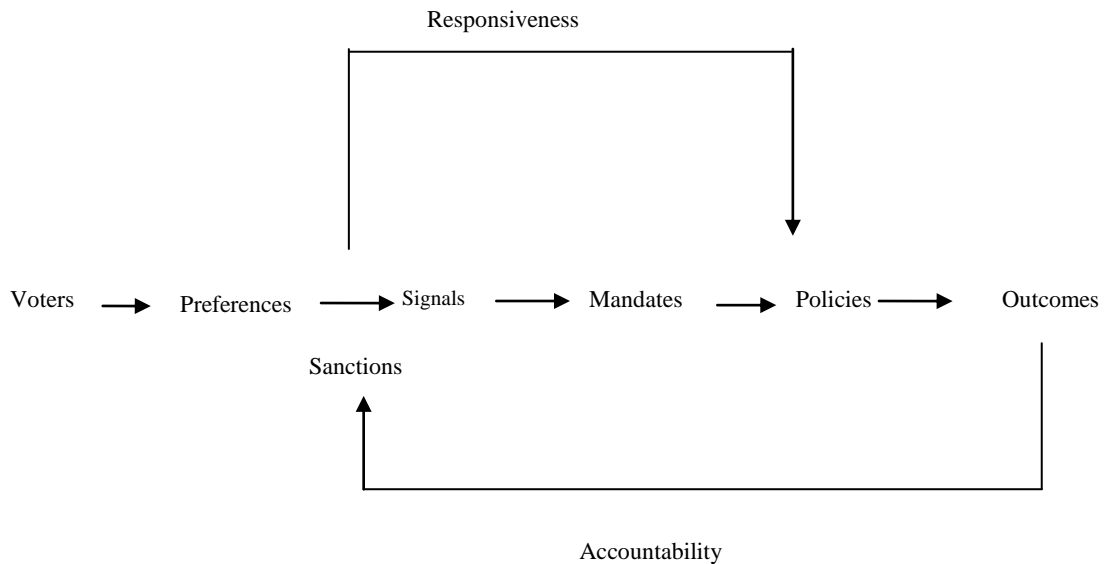 Responsiveness
Voters Preferences Signals Mandates Policies Outcomes
Sanctions
Accountability